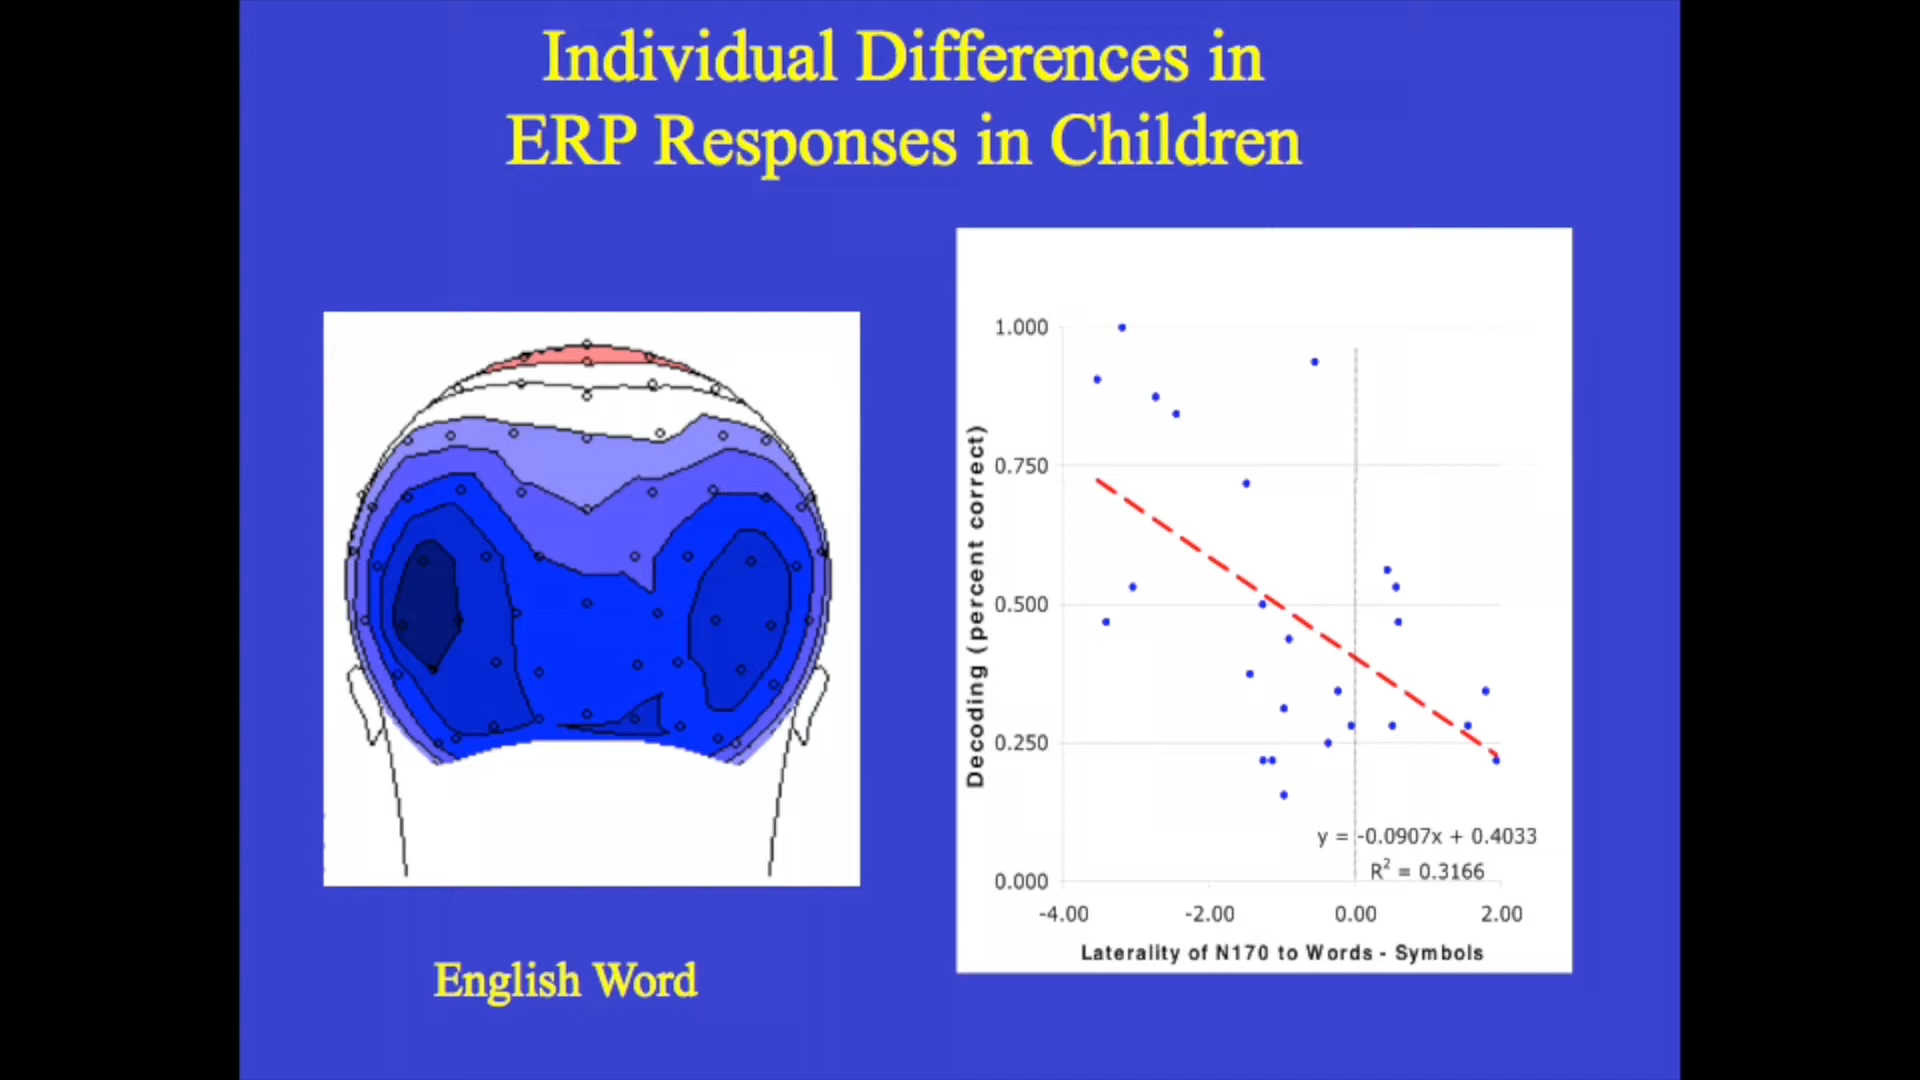 Individual Differences in
ERP Responses in Children
English Word
Decoding (percent correct)
1.000
0.750
0.500
0.250
0.000
-4.00 -2.00 0.00 2.00
y = -0.0907x + 0.4033
R² = 0.3166
Laterality of N170 to Words - Symbols